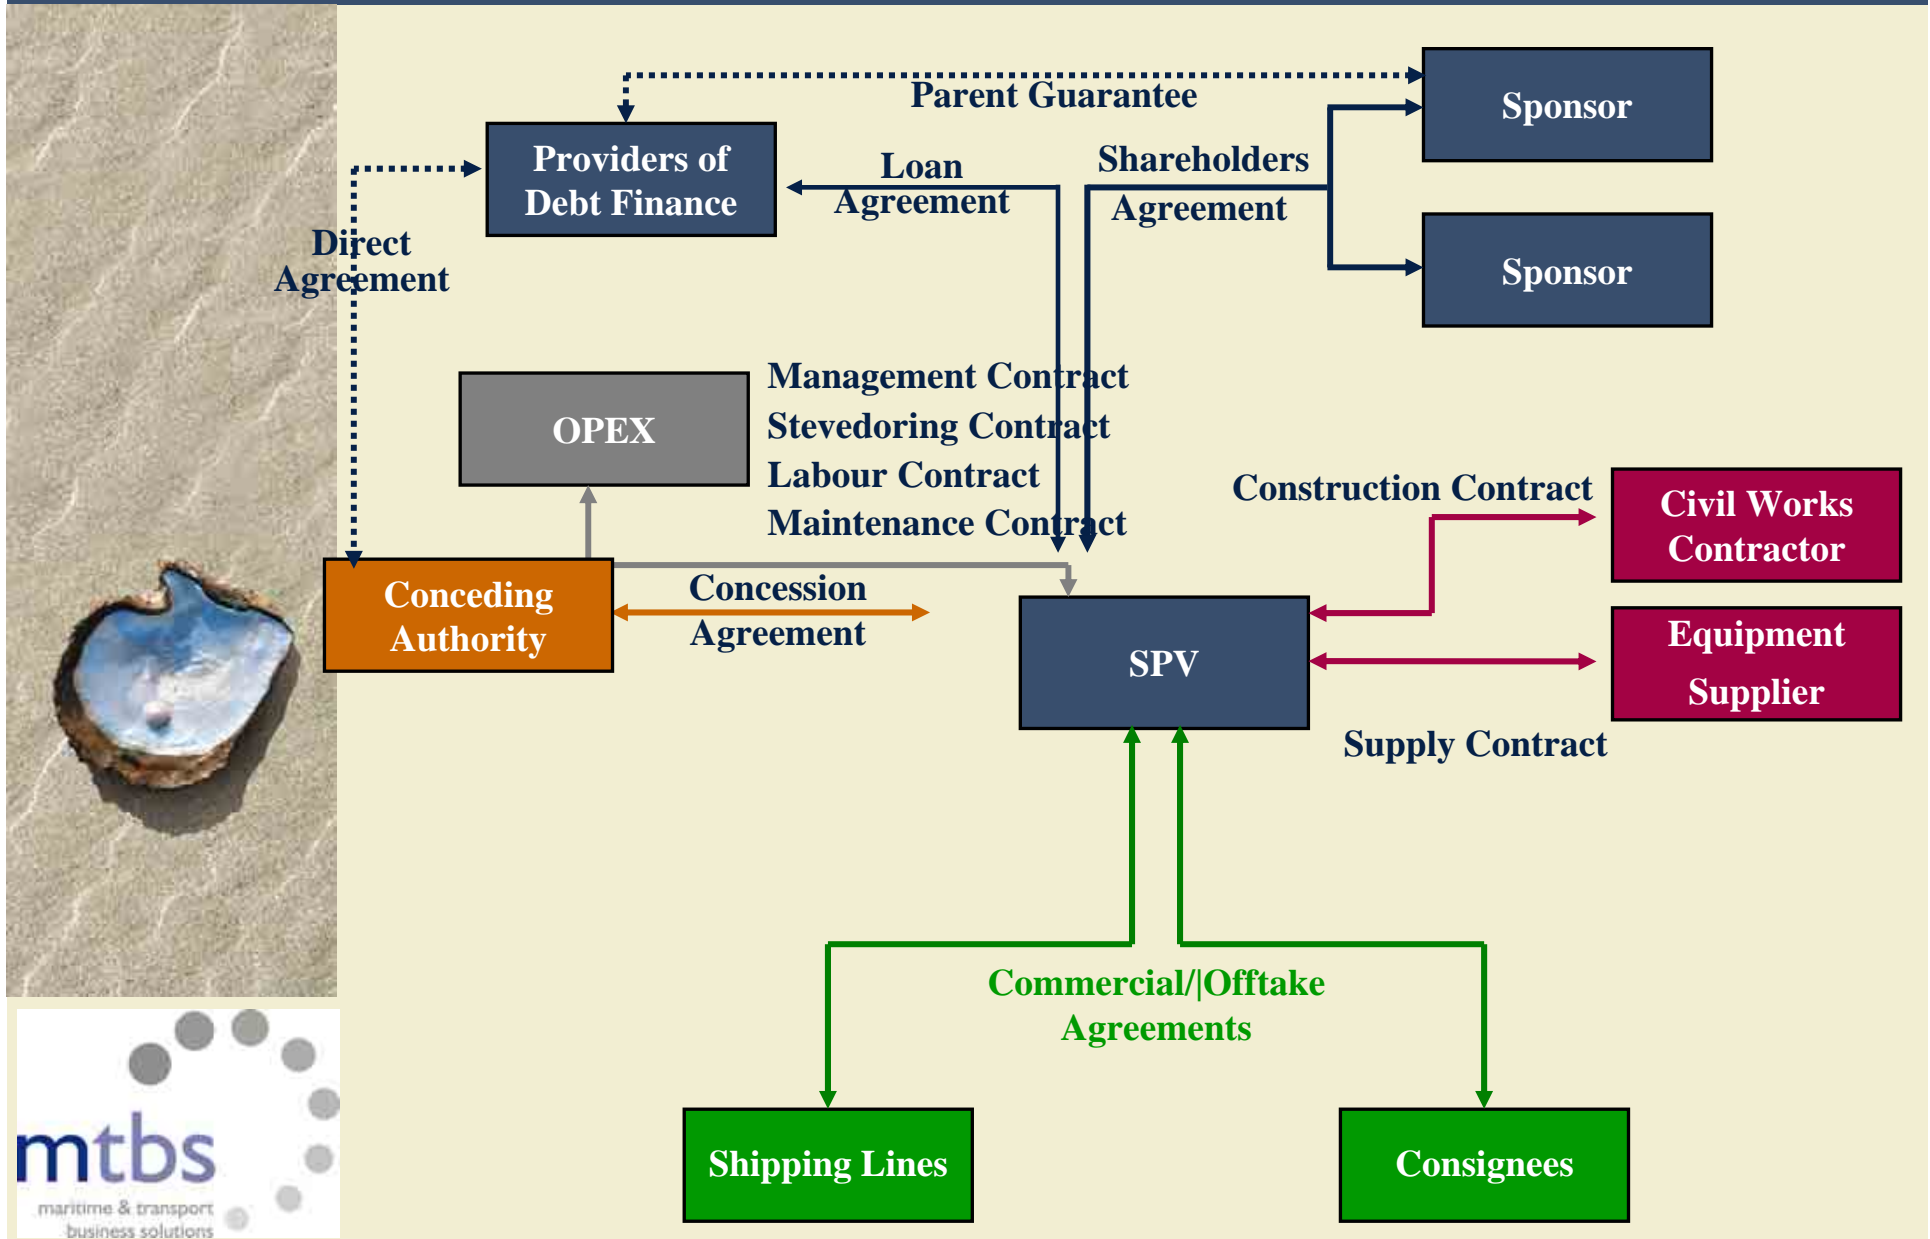 Parent Guarantee
Sponsor
Providers of
Debt Finance
Loan
Agreement
Shareholders
Agreement
Sponsor
Direct
Agreement
OPEX
Management Contract
Stevedoring Contract
Labour Contract
Maintenance Contract
Construction Contract
Civil Works
Contractor
Conceding
Authority
Concession
Agreement
SPV
Equipment
Supplier
Supply Contract
Commercial/|Offtake
Agreements
Shipping Lines
Consignees
mtbs
maritime & transport
business solutions